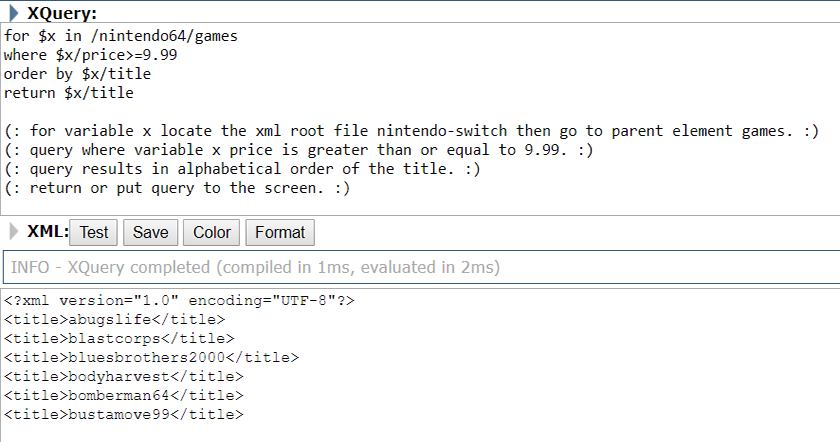 XQuery:
for $x in /nintendo64/games
where $x/price>=9.99
order by $x/title
return $x/title
(: for variable x locate the xml root file nintendo-switch then go to parent element games. :)
(: query where variable x price is greater than or equal to 9.99. :)
(: query results in alphabetical order of the title. :)
(: return or put query to the screen. :)
XML: Test Save Color Format
INFO - XQuery completed (compiled in 1ms, evaluated in 2ms)
<?xml version="1.0" encoding="UTF-8"?>
<title>abugslife</title>
<title>blastcorps</title>
<title>bluesbrothers2000</title>
<title>bodyharvest</title>
<title>bomberman64</title>
<title>bustamove99</title>